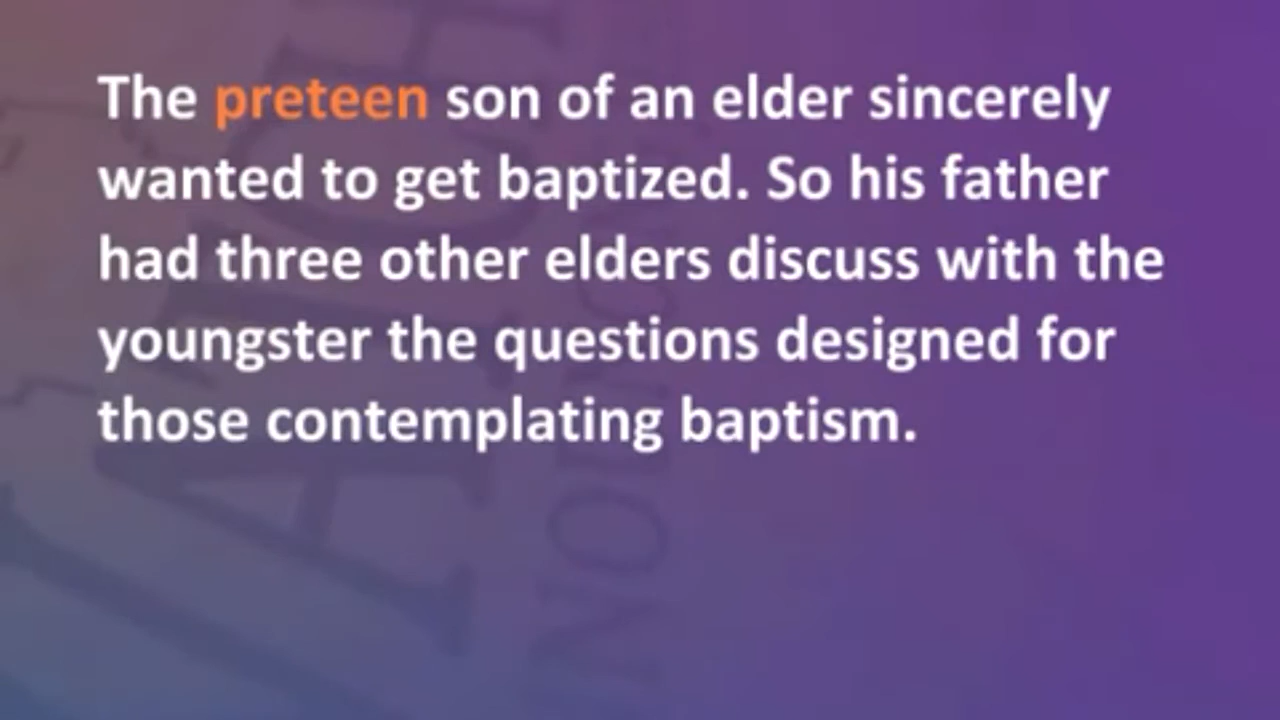 The preteen son of an elder sincerely
wanted to get baptized. So his father
had three other elders discuss with the
youngster the questions designed for
those contemplating baptism.